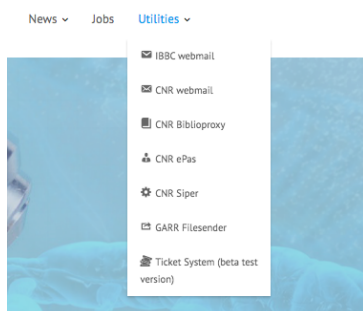 News Jobs Utilities
IBBC webmail
CNR webmail
CNR Biblioproxy
CNR ePas
CNR Siper
GARR Filesender
Ticket System (beta test
version)